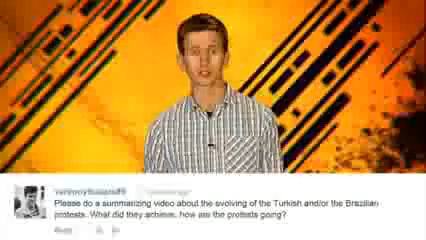 Please do a summarizing video about the evolving of the Turkish and/or the Brazilian
protests. What did they achieve, how are the protests going?
Reply